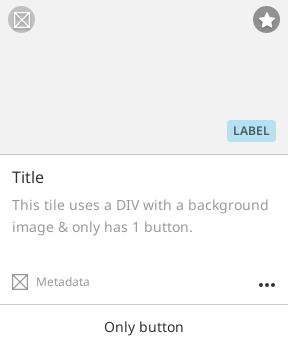 LABEL
Title
This tile uses a DIV with a background
image & only has 1 button.
Metadata
Only button